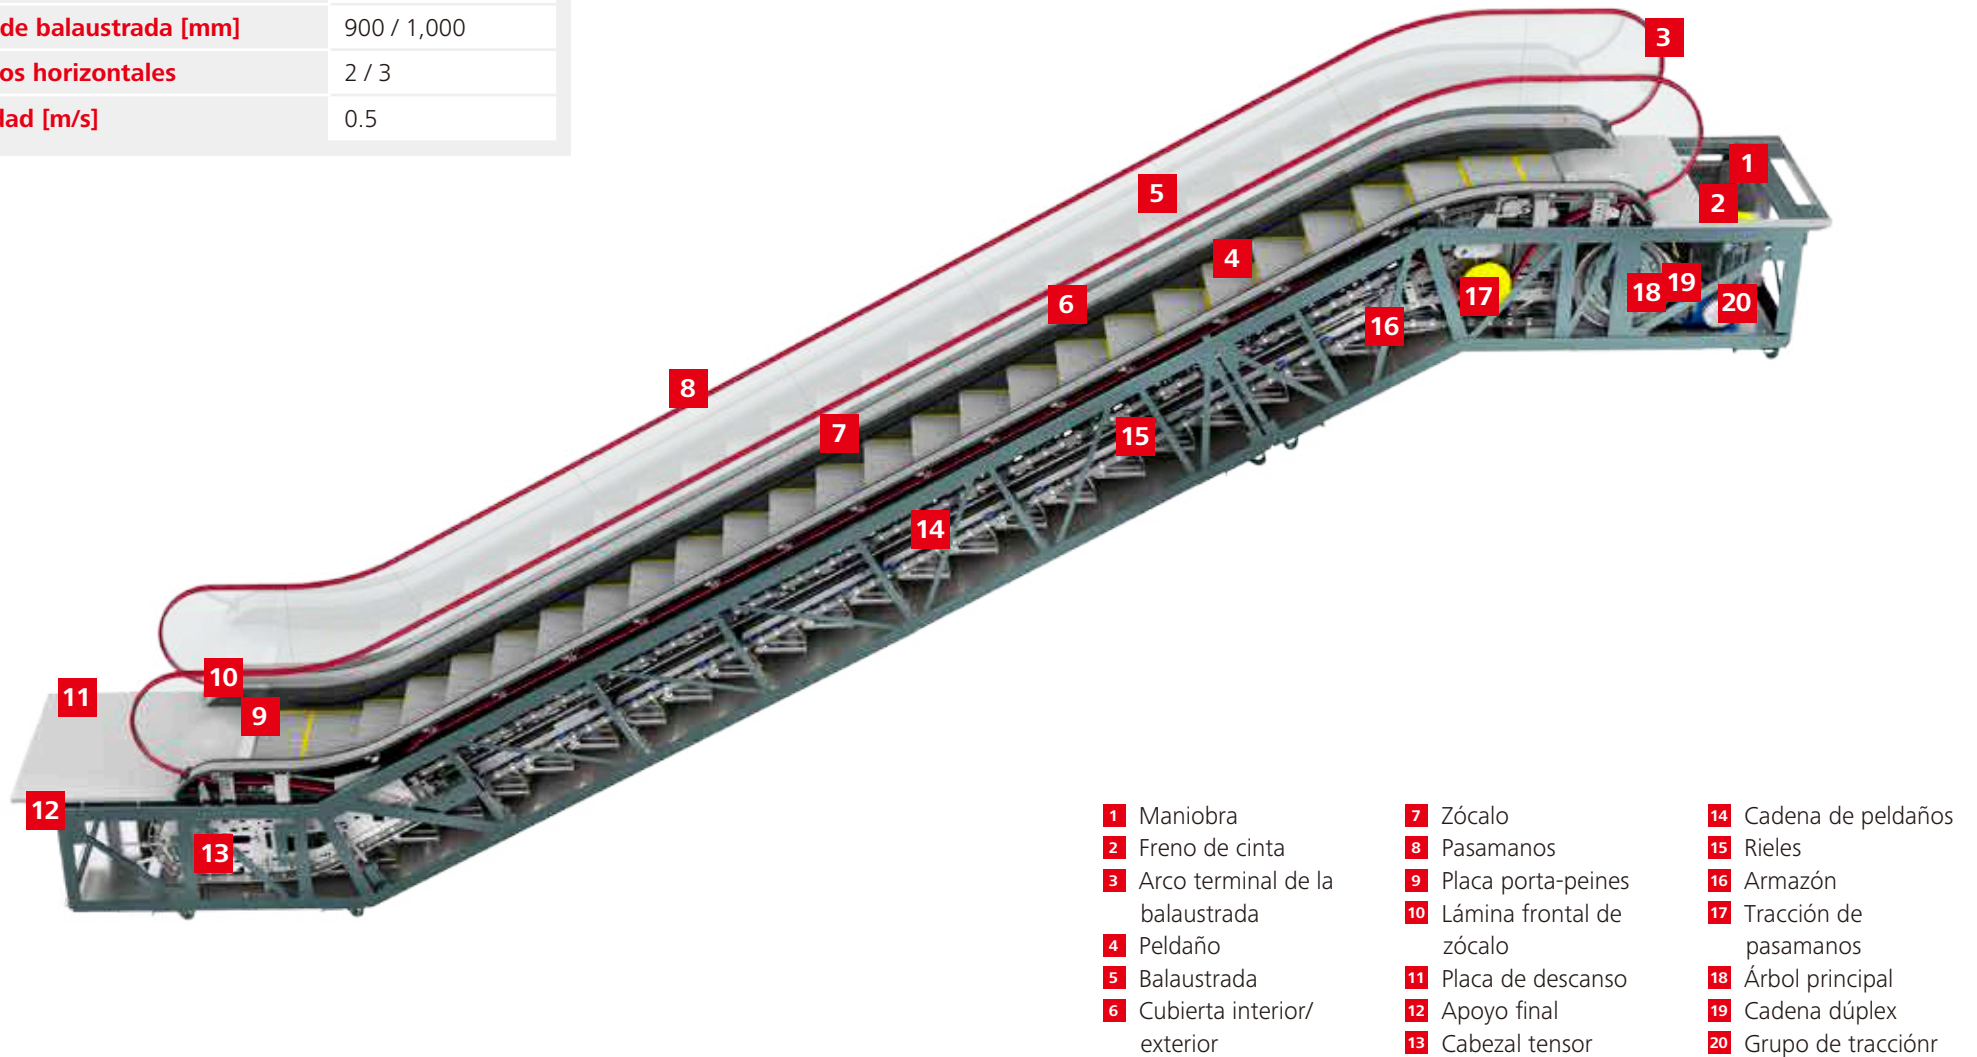 de balaustrada [mm] 900 / 1,000
os horizontales 2 / 3
dad [m/s] 0.5
3
1
5
2
4
19
17
18
6
20
16
8
7
15
14
10
11
9
12
13
1 Maniobra
2 Freno de cinta
3 Arco terminal de la
balaustrada
4 Peldaño
5 Balaustrada
6 Cubierta interior/
exterior
7 Zócalo
8 Pasamanos
9 Placa porta-peines
10 Lámina frontal de
zócalo
11 Placa de descanso
12 Apoyo final
13 Cabezal tensor
14 Cadena de peldaños
15 Rieles
16 Armazón
17 Tracción de
pasamanos
18 Árbol principal
19 Cadena dúplex
20 Grupo de tracciónr